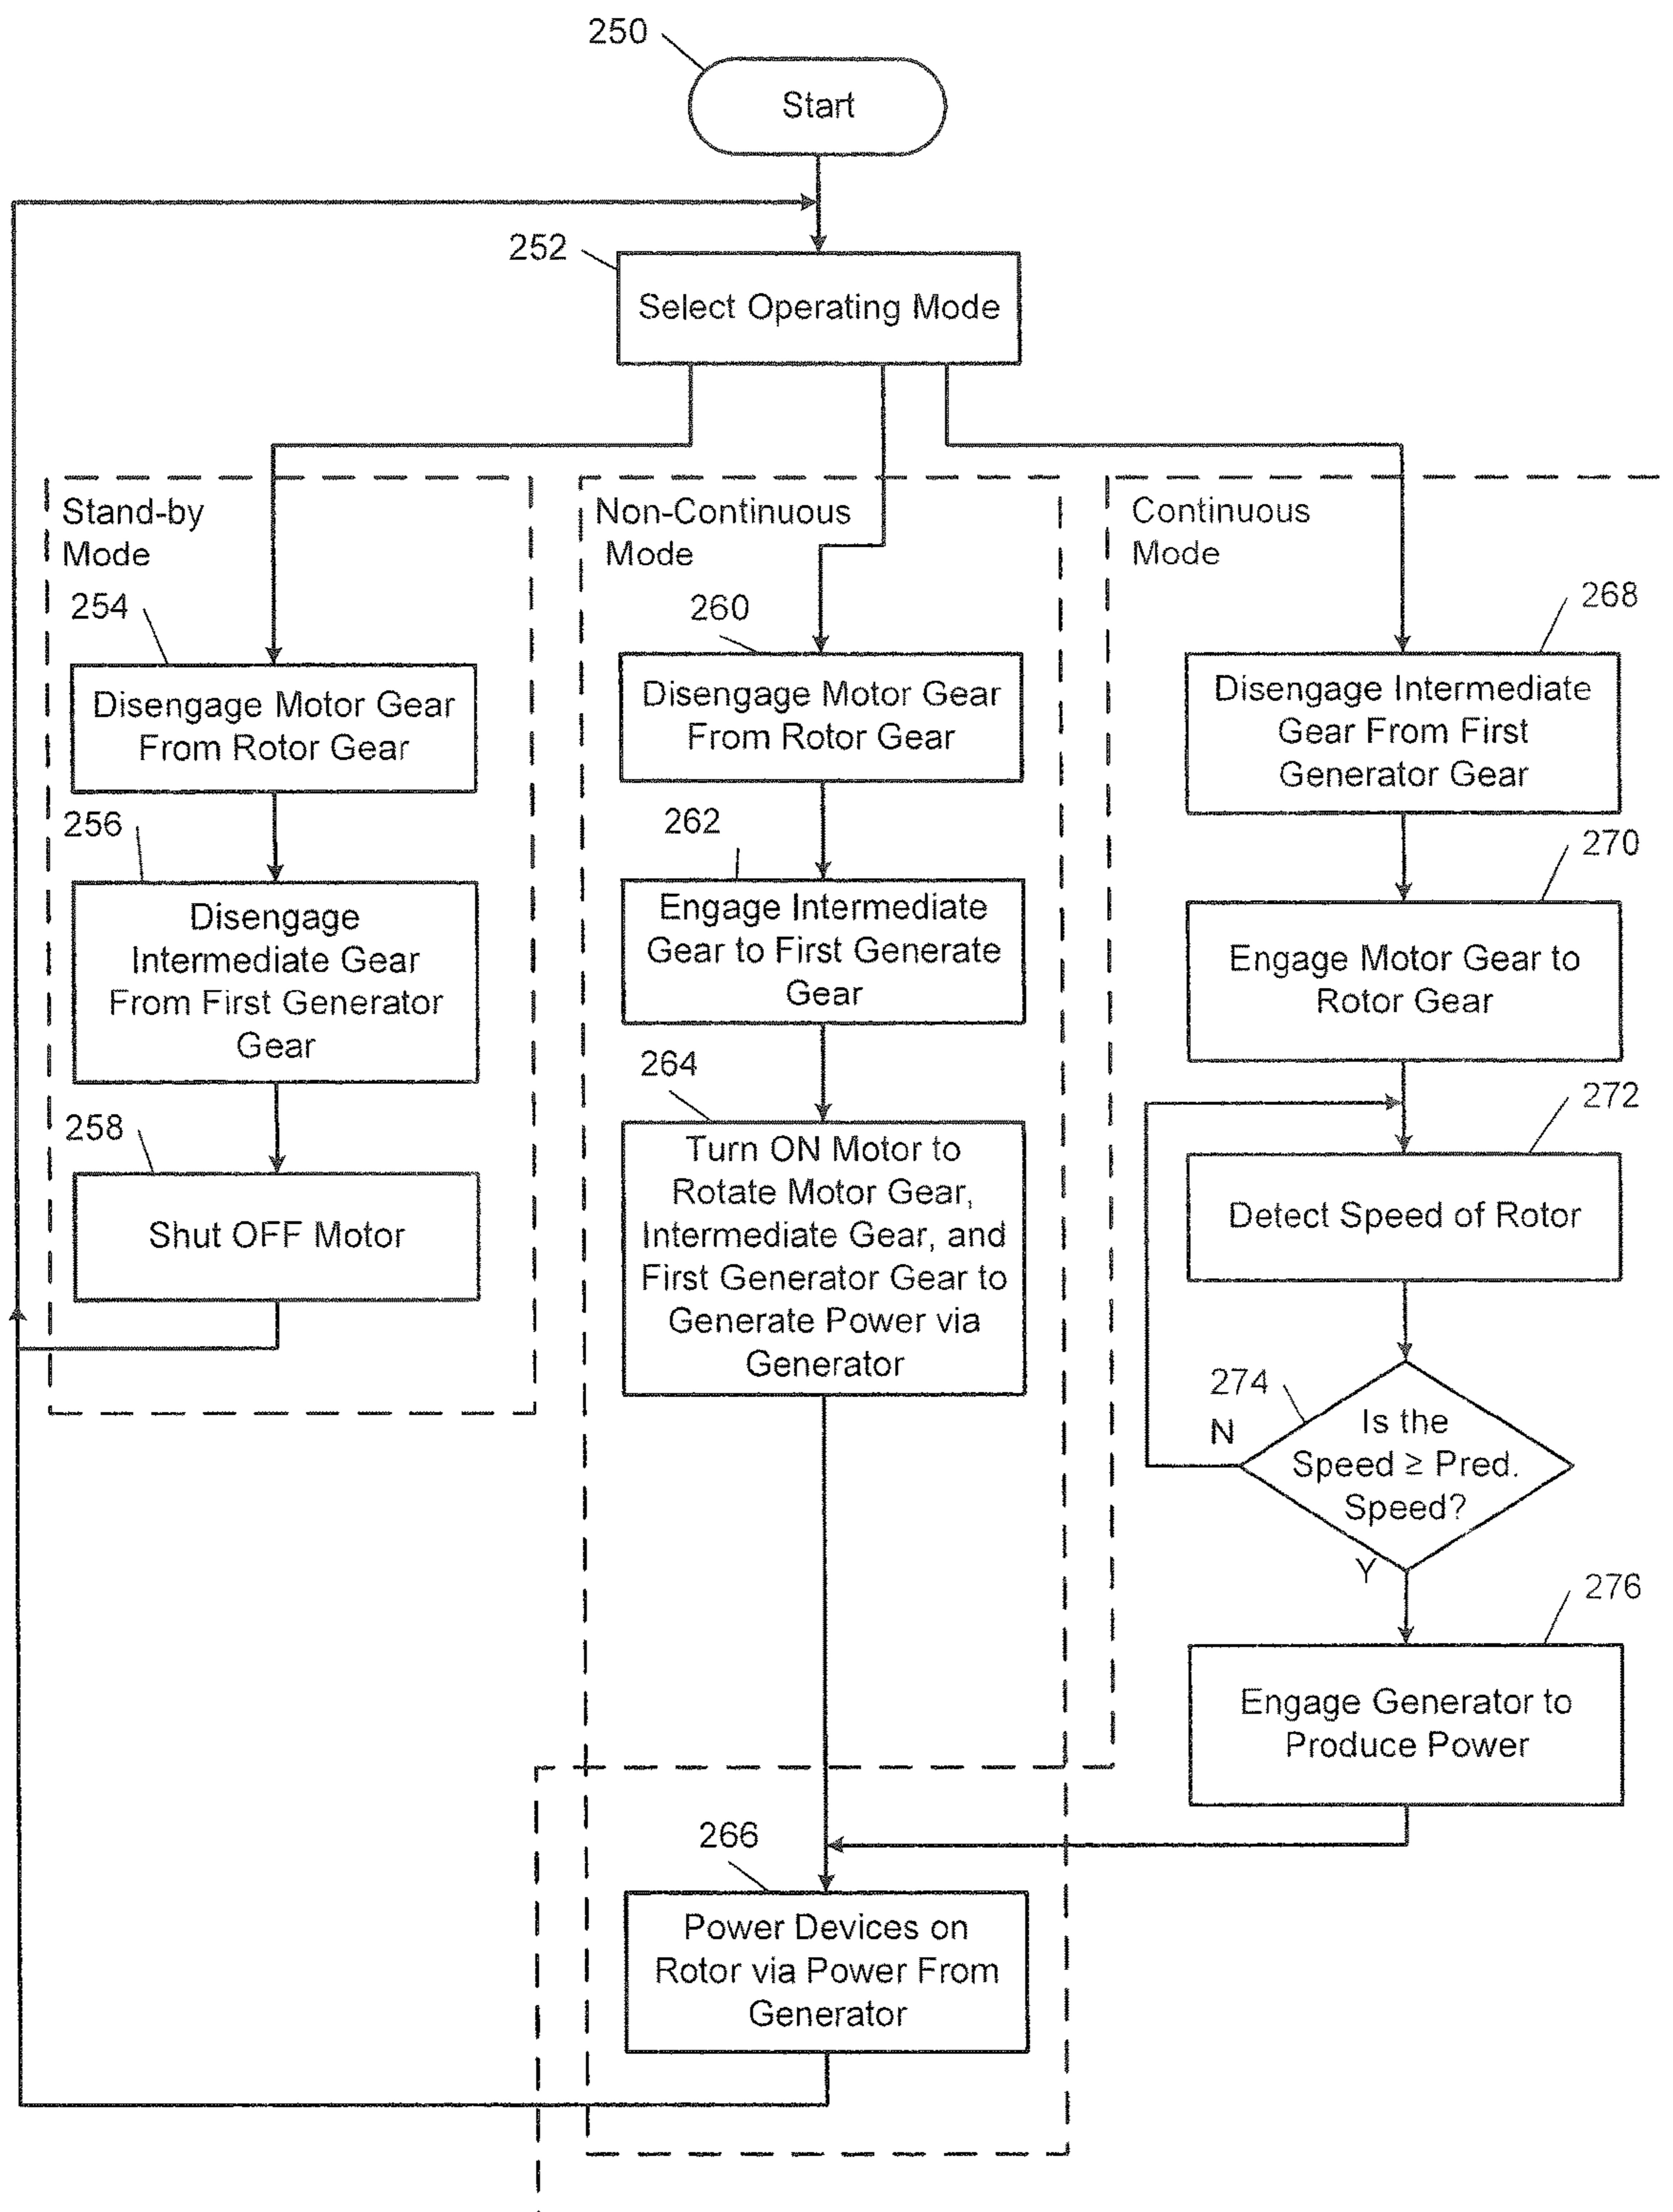 250
Start
252
Select Operating Mode
Stand-by
Mode
254
Disengage Motor Gear
From Rotor Gear
256
Disengage
Intermediate Gear
From First Generator
Gear
258
Shut OFF Motor
Non-Continuous
Mode
260
Disengage Motor Gear
From Rotor Gear
262
Engage Intermediate
Gear to First Generate
Gear
264
Turn ON Motor to
Rotate Motor Gear,
Intermediate Gear, and
First Generator Gear to
Generate Power via
Generator
266
Power Devices on
Rotor via Power From
Generator
Continuous
Mode
268
Disengage Intermediate
Gear From First
Generator Gear
270
Engage Motor Gear to
Rotor Gear
272
Detect Speed of Rotor
274
N
Is the
Speed ≥ Pred.
Speed?
Y
276
Engage Generator to
Produce Power